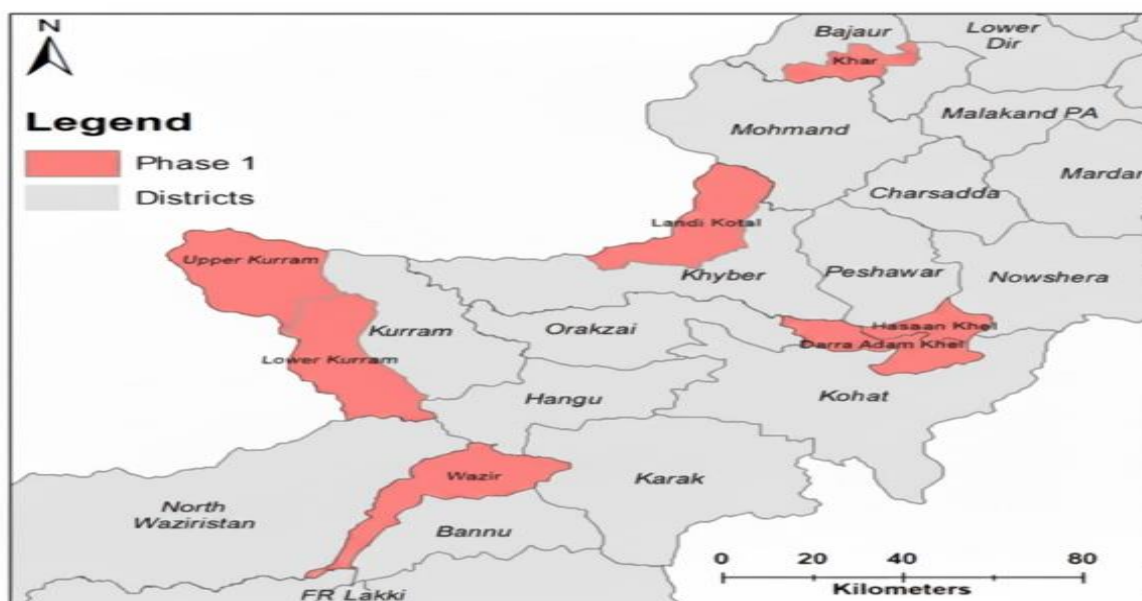 N
Legend
Phase 1
Districts
Bajaur
Lower
Dir
Khar
Malakand PA
Mohmand
Mardan
Charsadda
Landi Kotal
Upper Kurram
Khyber
Peshawar
Nowshera
Kurram
Orakzai
Hasaan Khel
Darra Adam Khel
Lower Kurram
Hangu
Kohat
Wazir
Karak
North
Waziristan
Bannu
FR Lakki
0 20 40 80
Kilometers